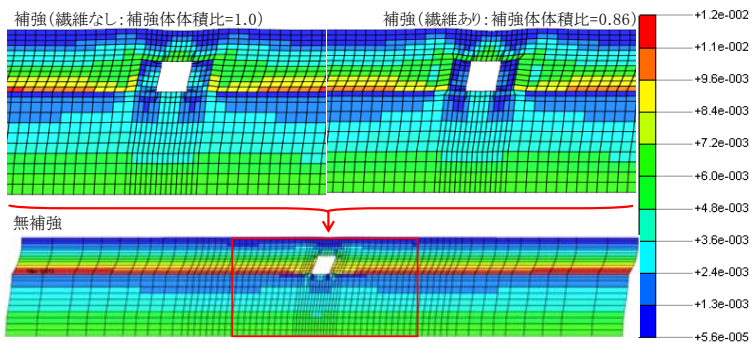 補強(繊維なし:補強体体積比=1.0)
補強(繊維あり:補強体体積比=0.86)
無補強
+1.2e-002
+1.1e-002
+9.6e-003
+8.4e-003
+7.2e-003
+6.0e-003
+4.8e-003
+3.6e-003
+2.4e-003
+1.3e-003
+5.6e-005